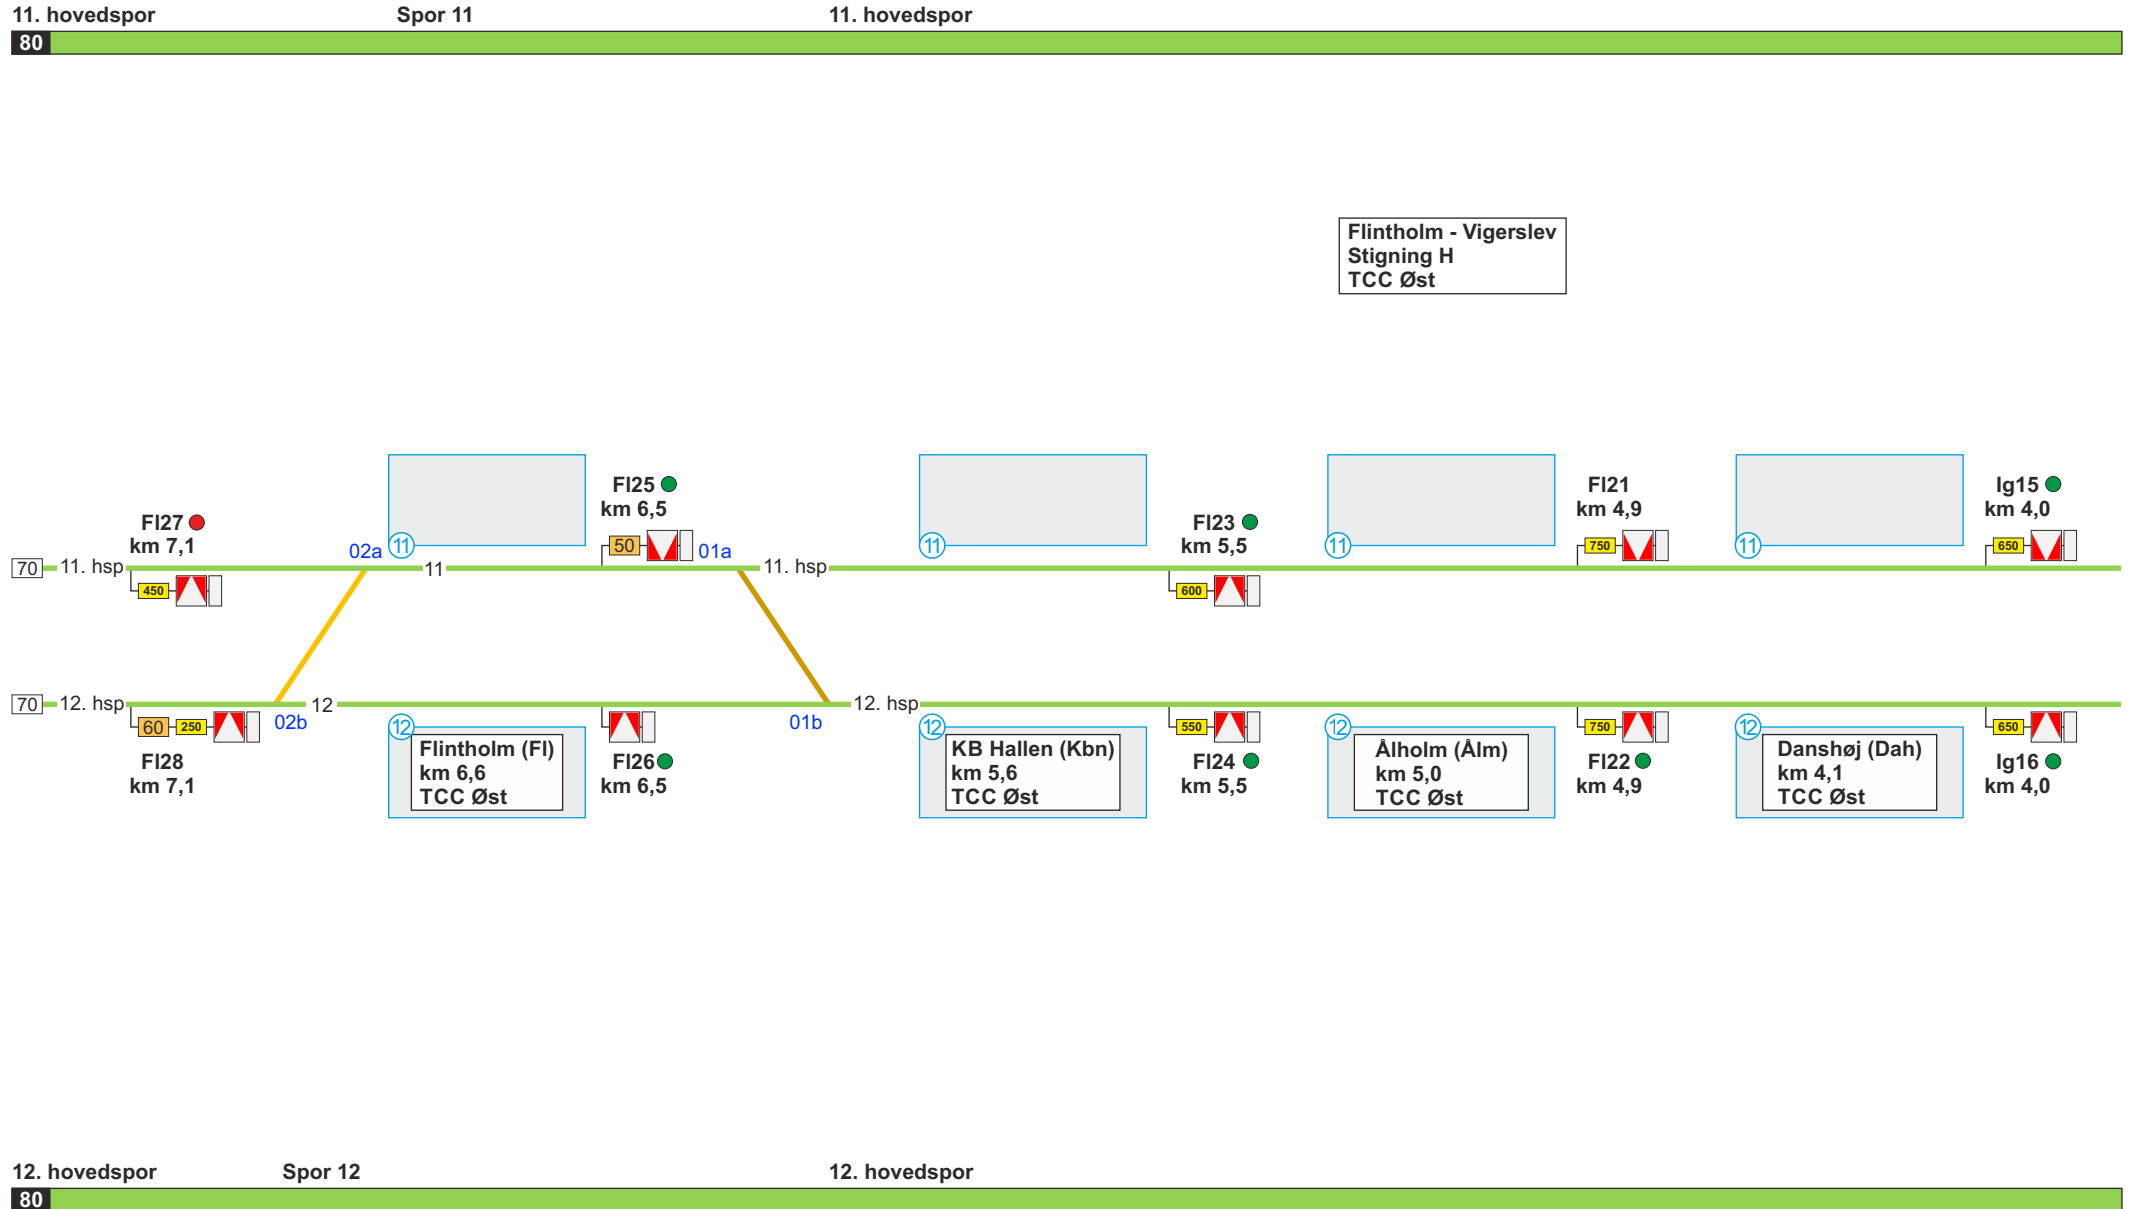 11. hovedspor Spor 11 11. hovedspor
80
Flintholm - Vigerslev
Stigning H
TCC Øst
Fl27
km 7,1
450
02a
11
Fl25
km 6,5
50
01a
11
Fl23
km 5,5
600
11
Fl21
km 4,9
750
11
Ig15
km 4,0
650
70 11. hsp 11 11. hsp
70 12. hsp 12 12. hsp
60 250
Fl28
km 7,1
02b
12
Flintholm (Fl)
km 6,6
TCC Øst
Fl26
km 6,5
01b
12
KB Hallen (Kbn)
km 5,6
TCC Øst
550
Fl24
km 5,5
12
Ålholm (Ålm)
km 5,0
TCC Øst
750
Fl22
km 4,9
12
Danshøj (Dah)
km 4,1
TCC Øst
650
Ig16
km 4,0
12. hovedspor Spor 12 12. hovedspor
80